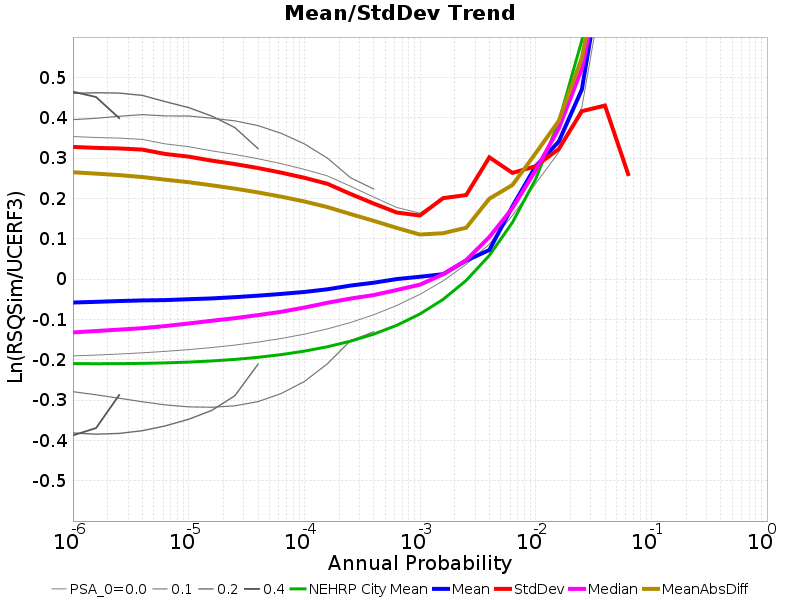 Mean/StdDev Trend
Ln(RSQSim/UCERF3)
0.5
0.4
0.3
0.2
0.1
0
-0.1
-0.2
-0.3
-0.4
-0.5
10^-6 10^-5 10^-4 10^-3 10^-2 10^-1 10^0
Annual Probability
PSA_0=0.0 0.1 0.2 0.4 NEHRP City Mean Mean StdDev Median MeanAbsDiff